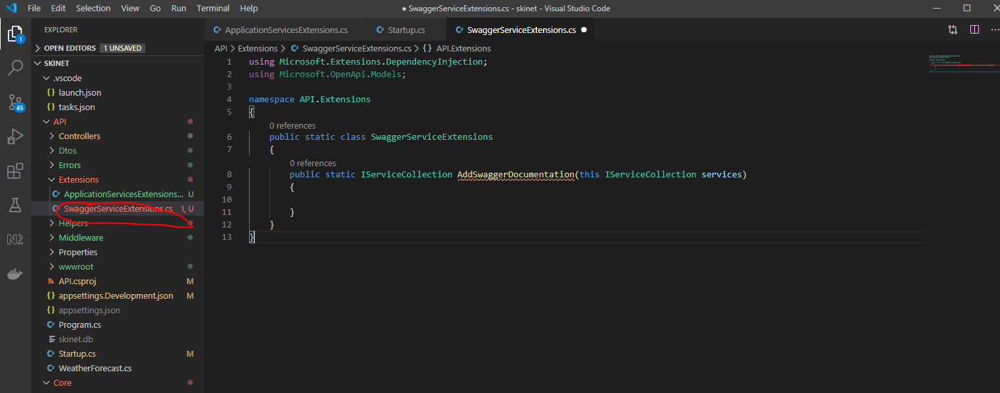 File Edit Selection View Go Run Terminal Help
● SwaggerServiceExtensions.cs - skinet - Visual Studio Code
EXPLORER
OPEN EDITORS 1 UNSAVED
SKINET
.vscode
{} launch.json
{} tasks.json
API
Controllers
Dtos
Errors
Extensions
C# ApplicationServicesExtensions... U
C# SwaggerServiceExtensions.cs 1, U
Helpers
Middleware
Properties
wwwroot
API.csproj M
{} appsettings.Development.json M
{} appsettings.json
C# Program.cs
skinet.db
C# Startup.cs M
C# WeatherForecast.cs
Core
1
45
C# ApplicationServicesExtensions.cs C# Startup.cs C# SwaggerServiceExtensions.cs ●
API > Extensions > C# SwaggerServiceExtensions.cs > {} API.Extensions
1 using Microsoft.Extensions.DependencyInjection;
2 using Microsoft.OpenApi.Models;
3
4 namespace API.Extensions
5 {
0 references
6 public static class SwaggerServiceExtensions
7 {
0 references
8 public static IServiceCollection AddSwaggerDocumentation(this IServiceCollection services)
9 {
10
11 }
12 }
13 }